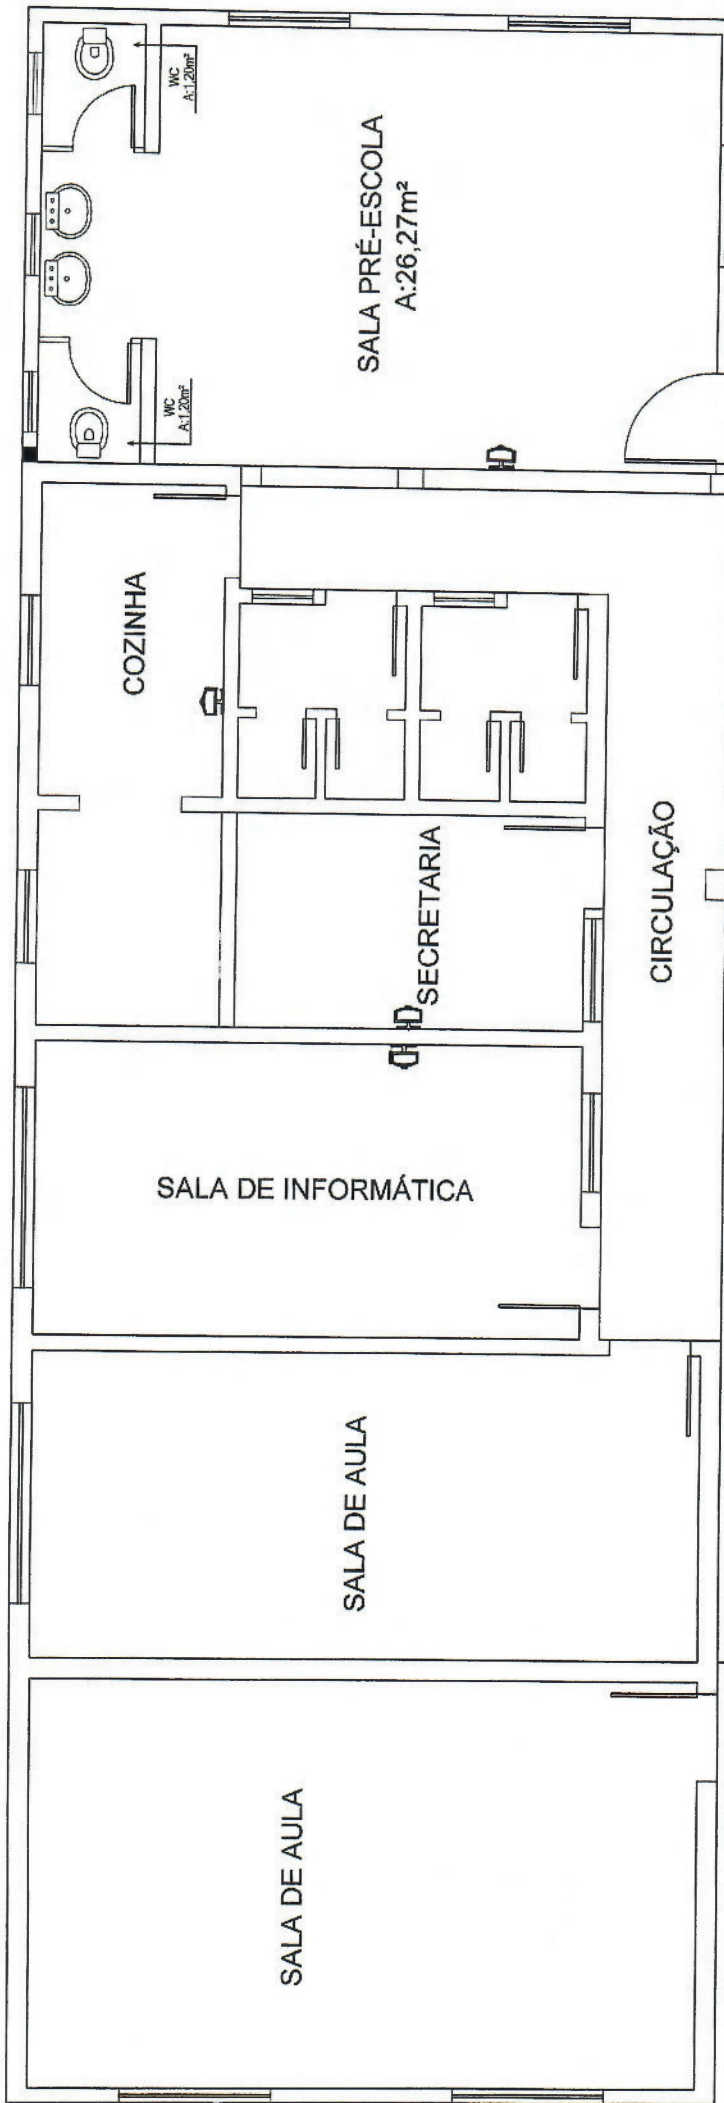 WC
A:1,20m²
WC
A:1,20m²
SALA PRÉ-ESCOLA
A:26,27m²
COZINHA
SECRETARIA
CIRCULAÇÃO
SALA DE INFORMÁTICA
SALA DE AULA
SALA DE AULA